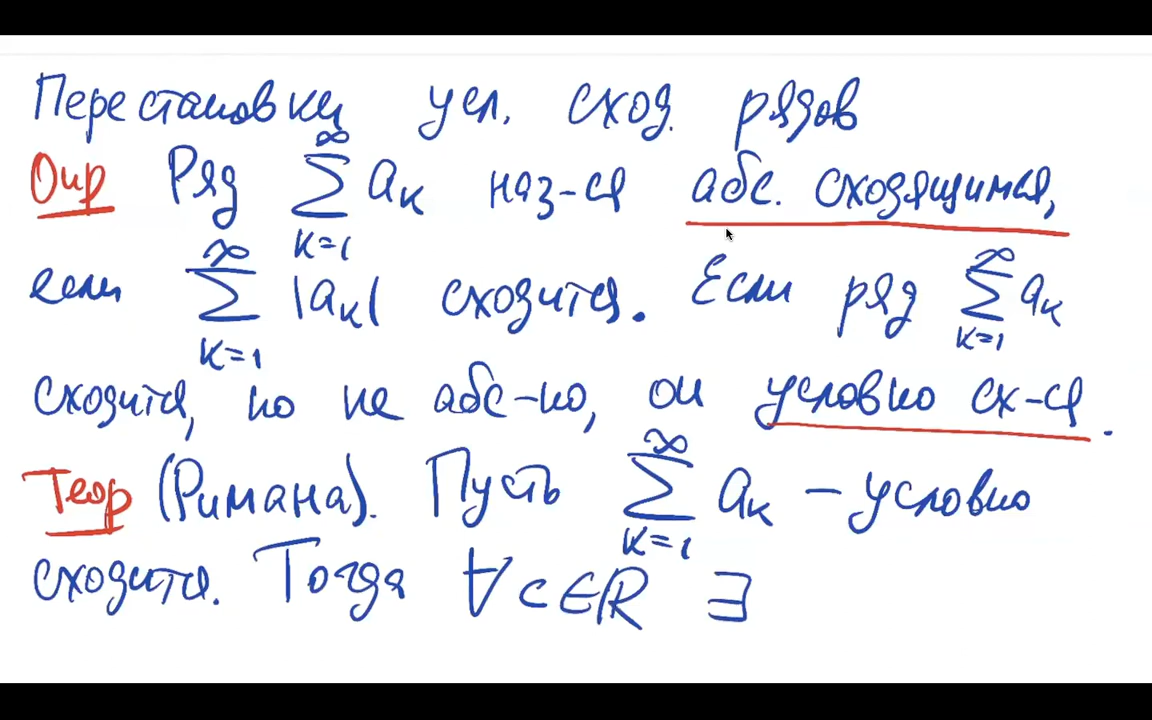 Перестановки усл. сход. рядов
Опр Ряд ∑_{k=1}^{∞} a_k наз-ся абс. сходящимся,
если ∑_{k=1}^{∞} |a_k| сходится. Если ряд ∑_{k=1}^{∞} a_k
сходится, но не абс-но, он условно сх-ся.
Теор (Римана). Пусть ∑_{k=1}^{∞} a_k – условно
сходится. Тогда ∀ c ∈ ℝ ∃